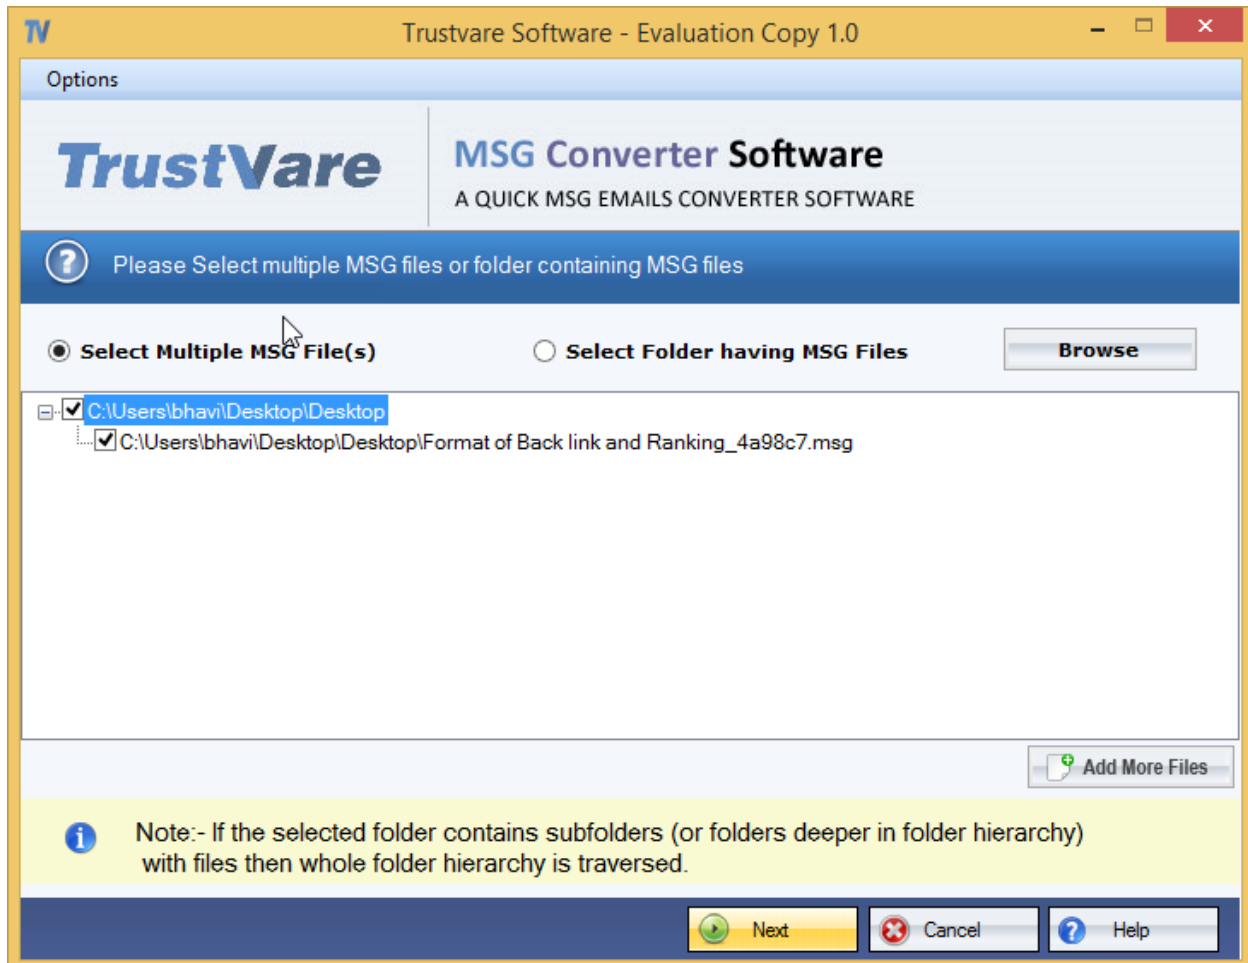 TV
Trustvare Software - Evaluation Copy 1.0
Options
TrustVare
MSG Converter Software
A QUICK MSG EMAILS CONVERTER SOFTWARE
Please Select multiple MSG files or folder containing MSG files
Select Multiple MSG File(s)
Select Folder having MSG Files
Browse
C:\Users\bhavi\Desktop\Desktop
C:\Users\bhavi\Desktop\Desktop\Format of Back link and Ranking_4a98c7.msg
Add More Files
Note:- If the selected folder contains subfolders (or folders deeper in folder hierarchy)
with files then whole folder hierarchy is traversed.
Next
Cancel
Help